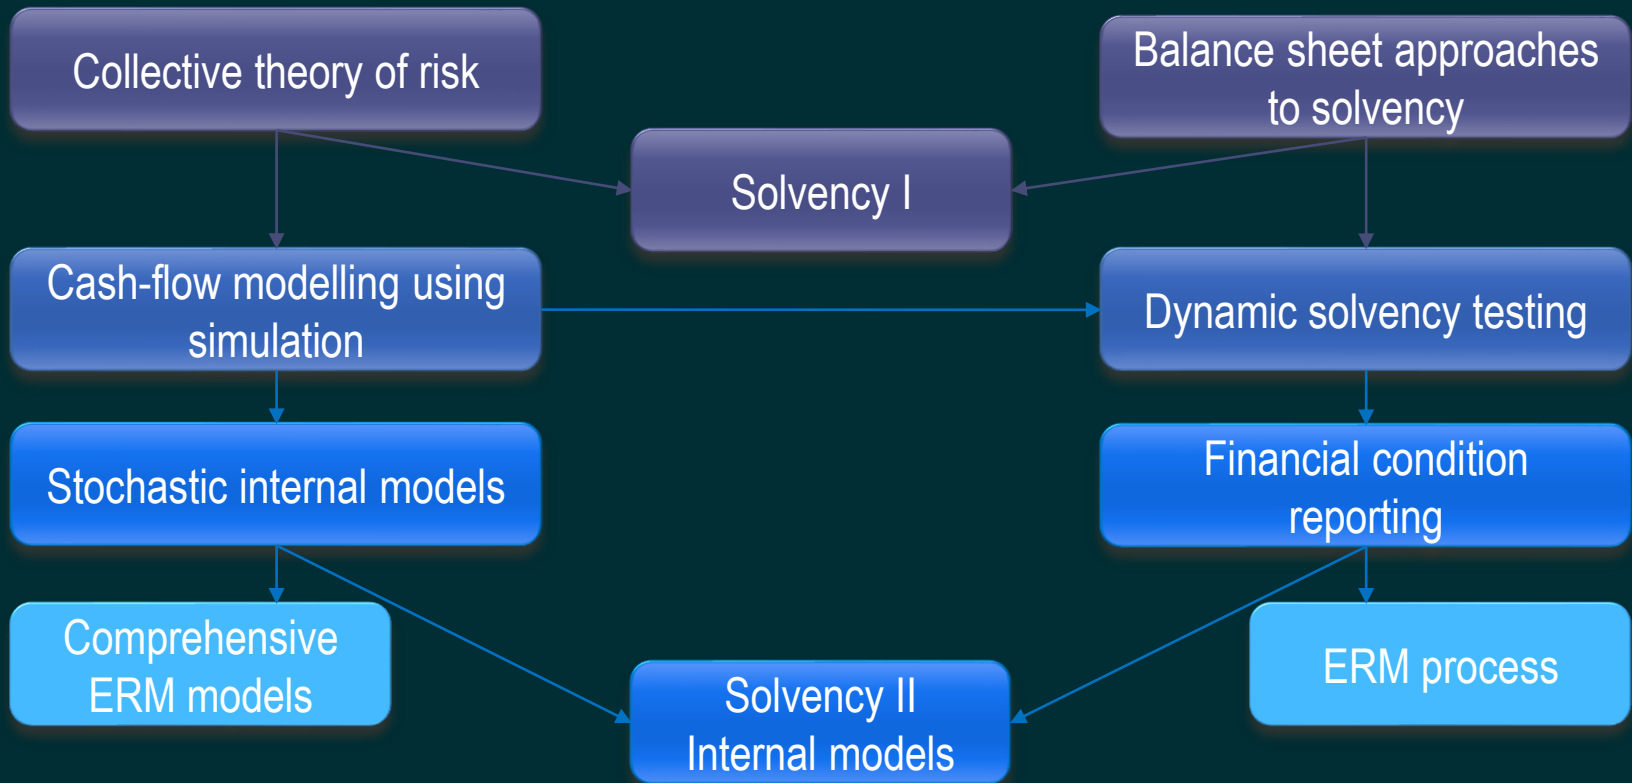 Collective theory of risk
Balance sheet approaches
to solvency
Solvency I
Cash-flow modelling using
simulation
Dynamic solvency testing
Stochastic internal models
Financial condition
reporting
Comprehensive
ERM models
Solvency II
Internal models
ERM process